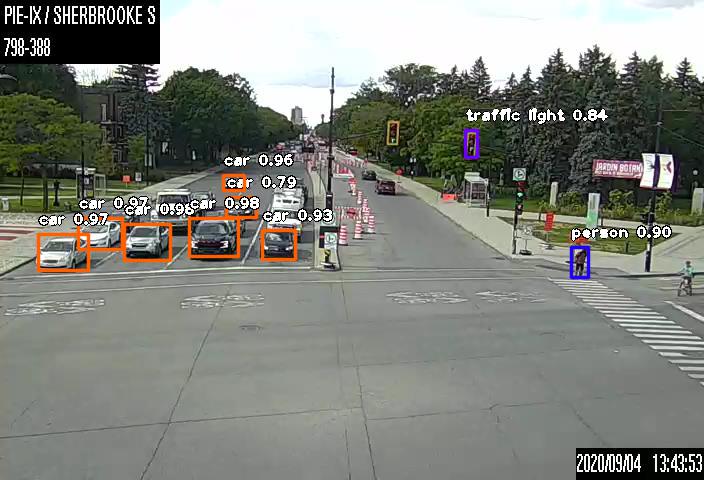 PIE-IX / SHERBROOKE S
798-388
traffic light 0.84
car 0.96
car 0.79
car 0.97
car 0.96
car 0.98
car 0.93
car 0.97
person 0.90
JARDIN BOTAN
2020/09/04 13:43:53